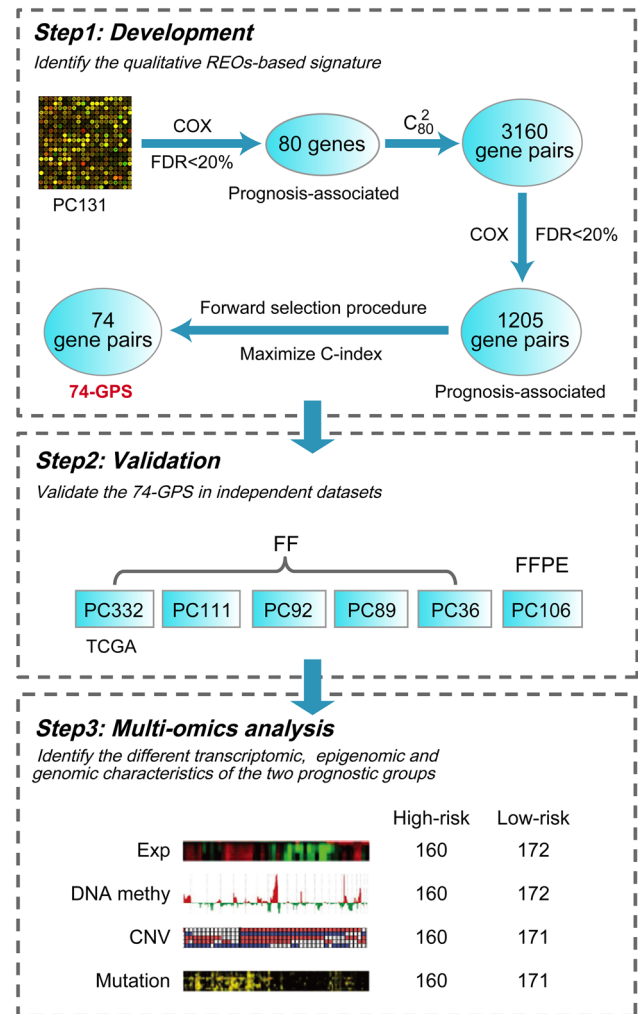 Step1: Development
Identify the qualitative REOs-based signature
PC131
COX
FDR<20%
80 genes
Prognosis-associated
C₈₀²
3160
gene pairs
COX FDR<20%
1205
gene pairs
Prognosis-associated
Forward selection procedure
Maximize C-index
74
gene pairs
74-GPS
Step2: Validation
Validate the 74-GPS in independent datasets
FF
FFPE
PC332 PC111 PC92 PC89 PC36 PC106
TCGA
Step3: Multi-omics analysis
Identify the different transcriptomic, epigenomic and
genomic characteristics of the two prognostic groups
High-risk Low-risk
Exp 160 172
DNA methy 160 172
CNV 160 171
Mutation 160 171